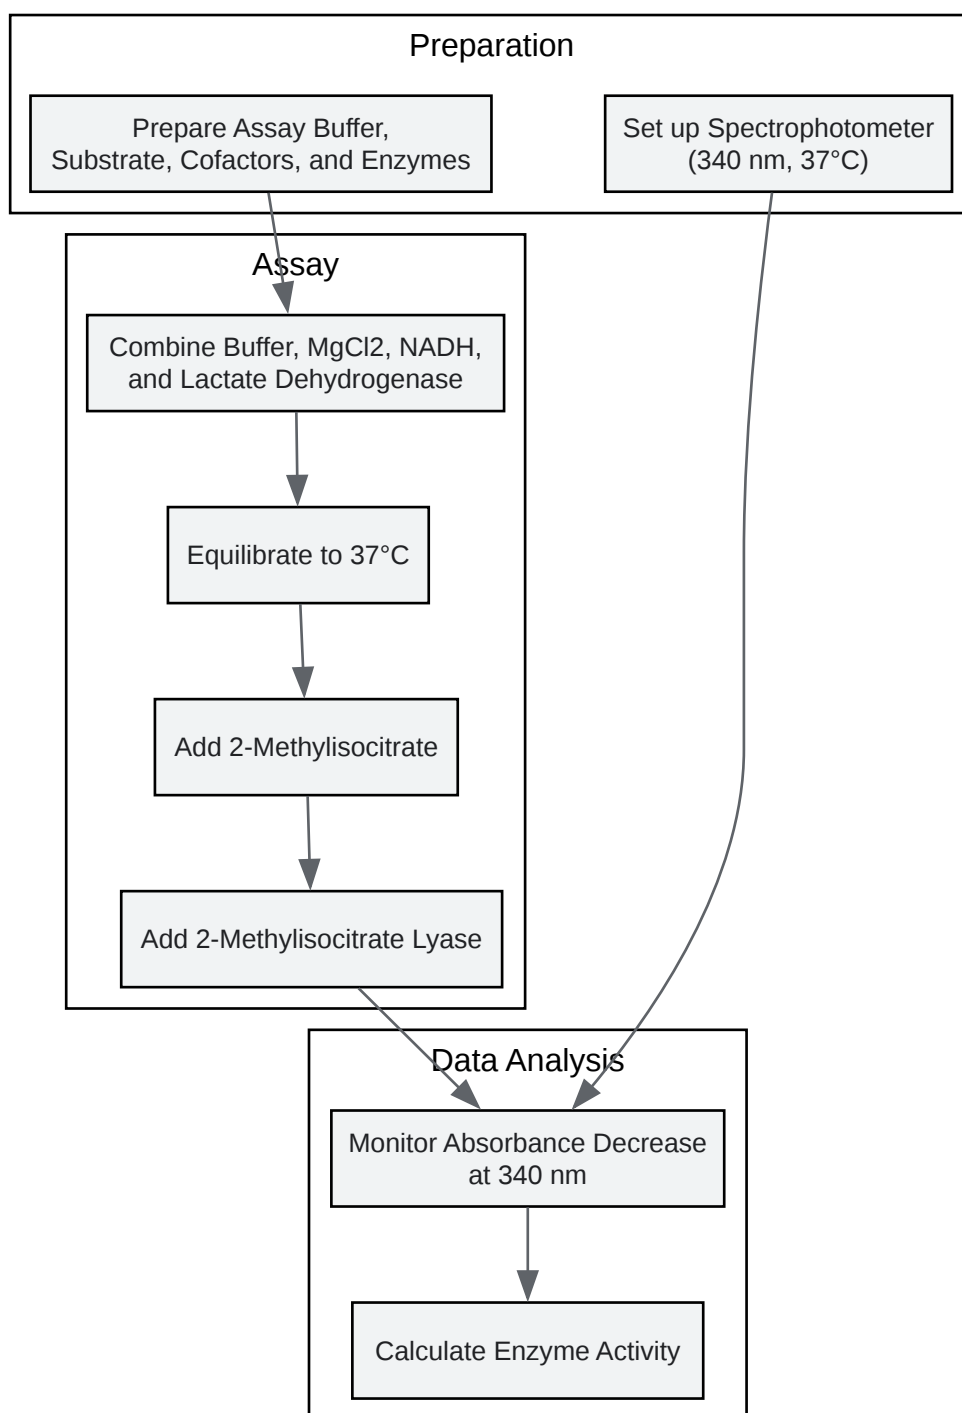 Preparation
Prepare Assay Buffer,
Substrate, Cofactors, and Enzymes
Set up Spectrophotometer
(340 nm, 37°C)
Assay
Combine Buffer, MgCl2, NADH,
and Lactate Dehydrogenase
Equilibrate to 37°C
Add 2-Methylisocitrate
Add 2-Methylisocitrate Lyase
Data Analysis
Monitor Absorbance Decrease
at 340 nm
Calculate Enzyme Activity